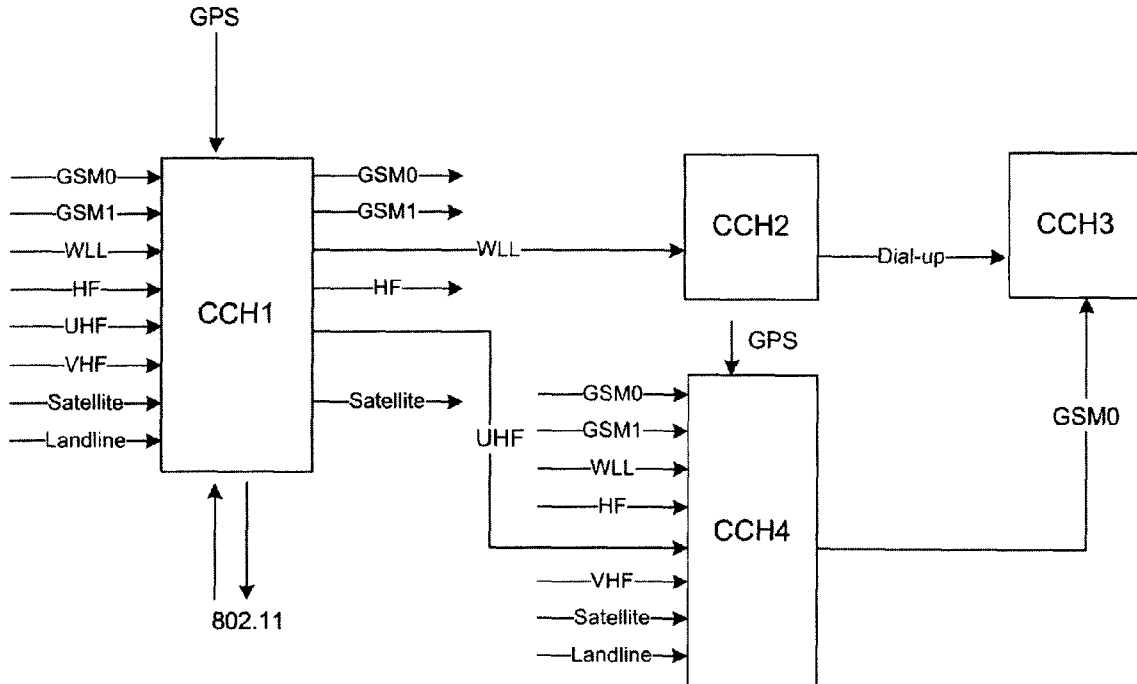 GPS
GSM0
GSM1
WLL
HF
UHF
VHF
Satellite
Landline
CCH1
GSM0
GSM1
WLL
HF
Satellite
UHF
802.11
CCH2
Dial-up
CCH3
GPS
GSM0
GSM1
WLL
HF
VHF
Satellite
Landline
CCH4
GSM0